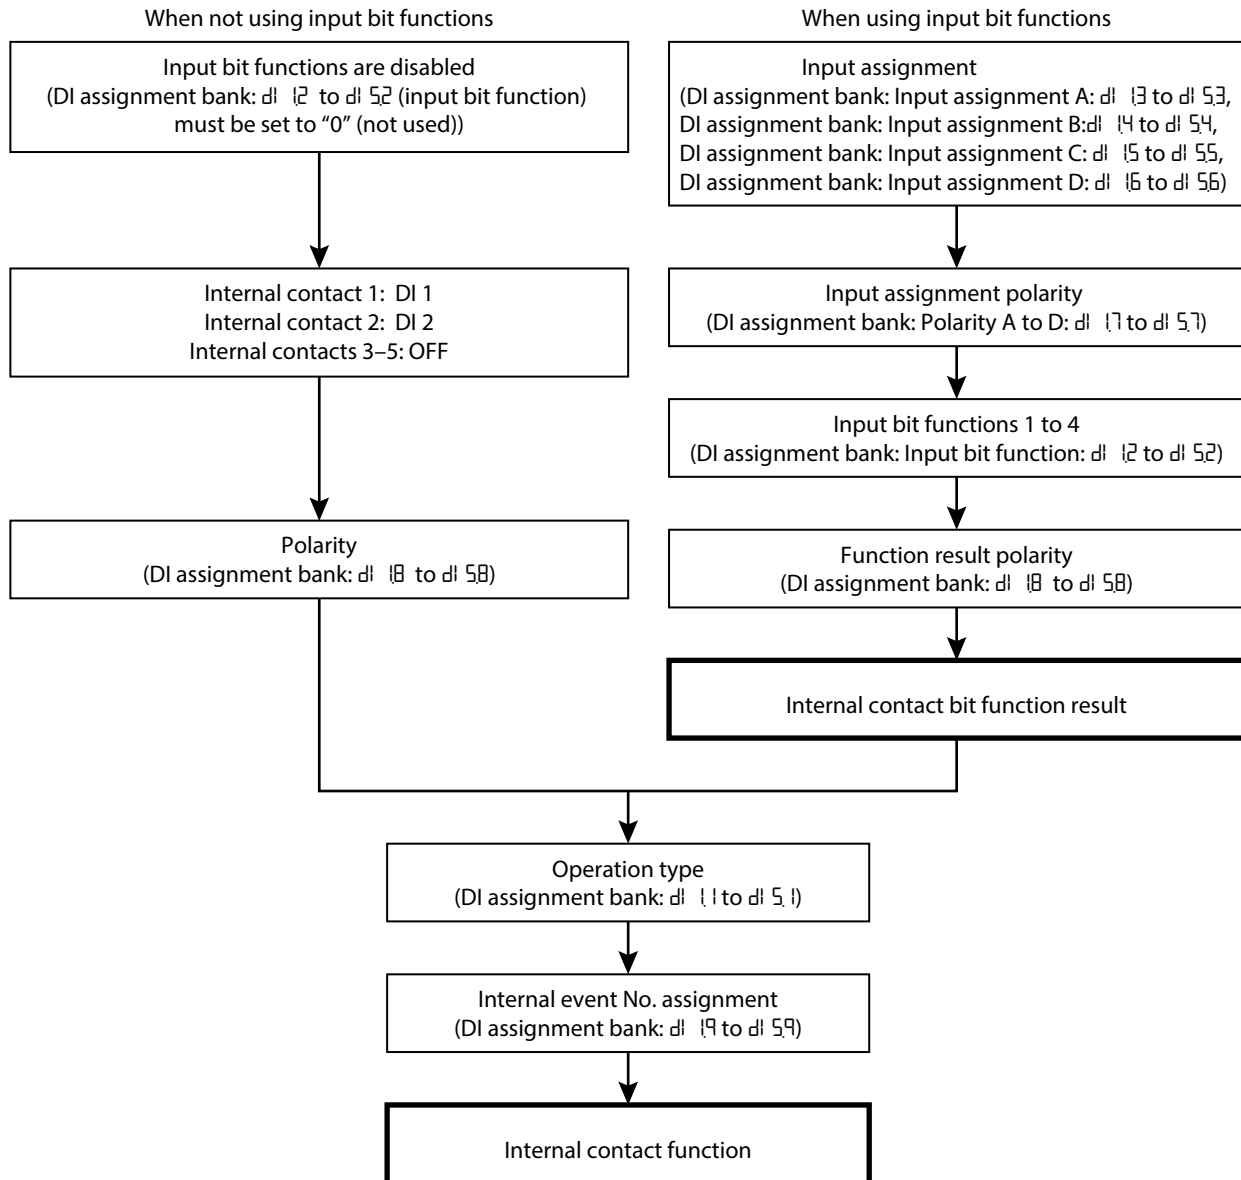 When not using input bit functions
Input bit functions are disabled
(DI assignment bank: dI 1.2 to dI 5.2 (input bit function)
must be set to “0” (not used))
Internal contact 1: DI 1
Internal contact 2: DI 2
Internal contacts 3–5: OFF
Polarity
(DI assignment bank: dI 1.8 to dI 5.8)
When using input bit functions
Input assignment
(DI assignment bank: Input assignment A: dI 1.3 to dI 5.3,
DI assignment bank: Input assignment B:dI 1.4 to dI 5.4,
DI assignment bank: Input assignment C: dI 1.5 to dI 5.5,
DI assignment bank: Input assignment D: dI 1.6 to dI 5.6)
Input assignment polarity
(DI assignment bank: Polarity A to D: dI 1.7 to dI 5.7)
Input bit functions 1 to 4
(DI assignment bank: Input bit function: dI 1.2 to dI 5.2)
Function result polarity
(DI assignment bank: dI 1.8 to dI 5.8)
Internal contact bit function result
Operation type
(DI assignment bank: dI 1.1 to dI 5.1)
Internal event No. assignment
(DI assignment bank: dI 1.9 to dI 5.9)
Internal contact function